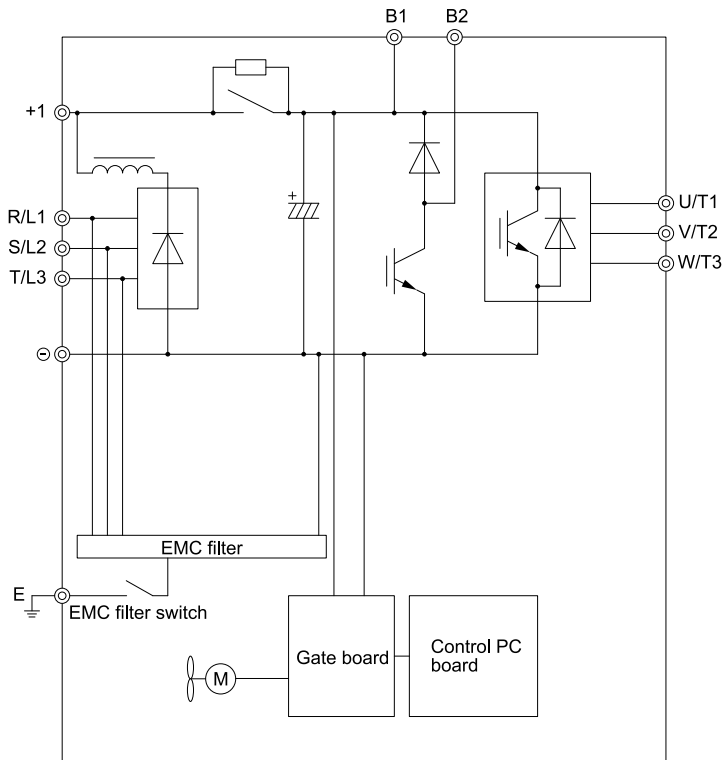 B1 B2
+1
+
R/L1
S/L2
T/L3
U/T1
V/T2
W/T3
⊖
EMC filter
E
EMC filter switch
Gate board
Control PC
board
M